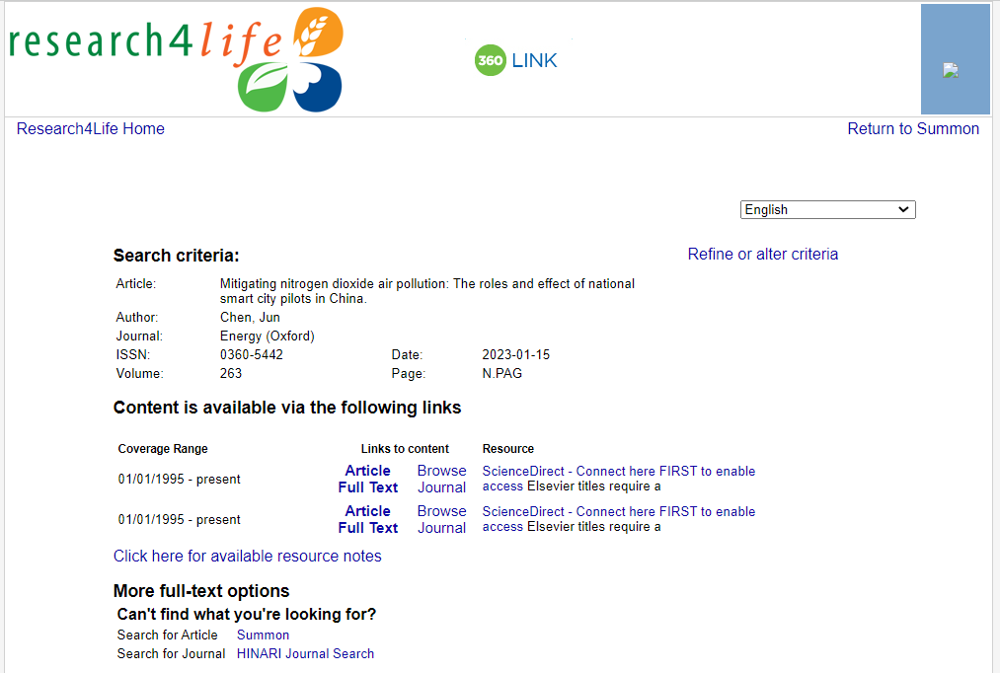 research4life
360 LINK
Research4Life Home
Return to Summon
English
Search criteria:
Refine or alter criteria
Article: Mitigating nitrogen dioxide air pollution: The roles and effect of national
smart city pilots in China.
Author: Chen, Jun
Journal: Energy (Oxford)
ISSN: 0360-5442 Date: 2023-01-15
Volume: 263 Page: N.PAG
Content is available via the following links
Coverage Range Links to content Resource
01/01/1995 - present
Article
Full Text
Browse
Journal
ScienceDirect - Connect here FIRST to enable
access Elsevier titles require a
01/01/1995 - present
Article
Full Text
Browse
Journal
ScienceDirect - Connect here FIRST to enable
access Elsevier titles require a
Click here for available resource notes
More full-text options
Can't find what you're looking for?
Search for Article Summon
Search for Journal HINARI Journal Search